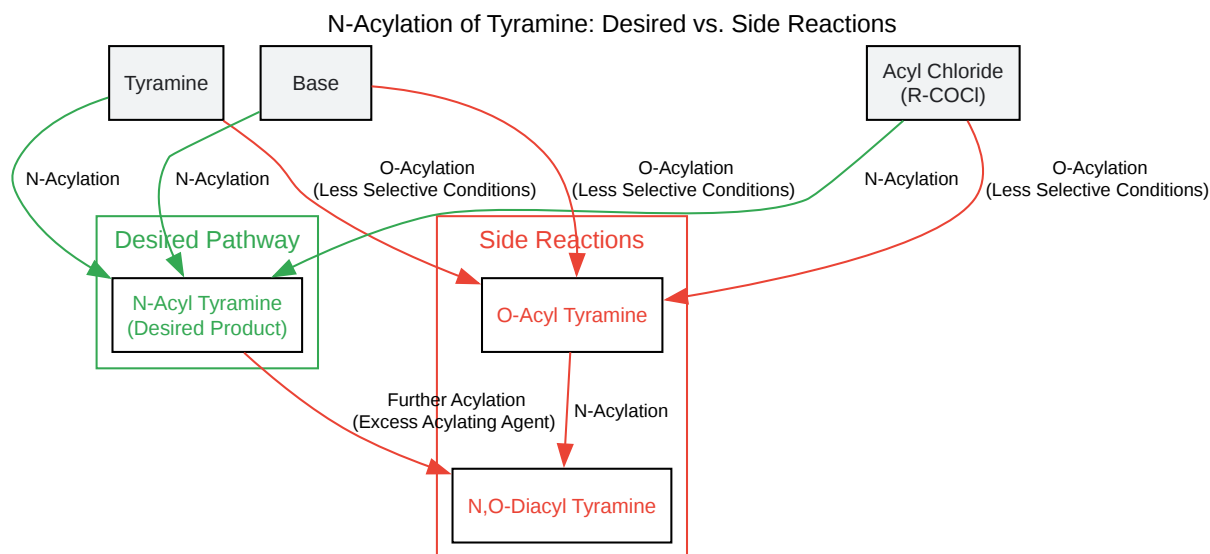 N-Acylation of Tyramine: Desired vs. Side Reactions
Tyramine
Base
Acyl Chloride
(R-COCl)
N-Acylation
N-Acylation
O-Acylation
(Less Selective Conditions)
O-Acylation
(Less Selective Conditions)
N-Acylation
O-Acylation
(Less Selective Conditions)
Desired Pathway
Side Reactions
N-Acyl Tyramine
(Desired Product)
O-Acyl Tyramine
Further Acylation
(Excess Acylating Agent)
N-Acylation
N,O-Diacyl Tyramine